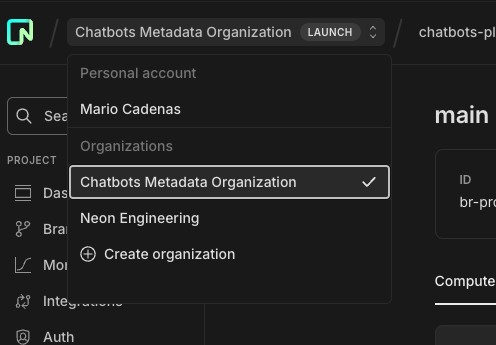 Chatbots Metadata Organization LAUNCH chatbots-pl
Personal account
Mario Cadenas
Organizations
Chatbots Metadata Organization
Neon Engineering
Create organization
Sea
PROJECT
Das
Bra
Mor
Integrations
Auth
main
ID
br-pro
Compute